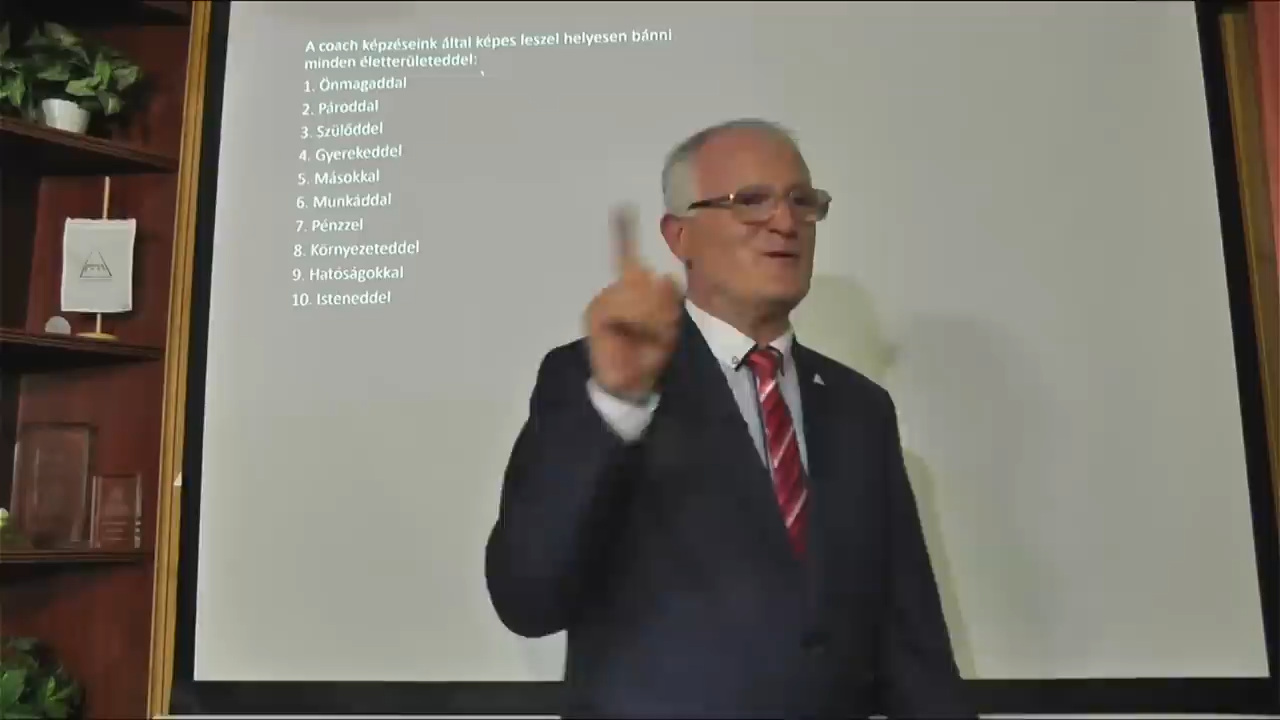 A coach képzéseink által képes leszel helyesen bánni
minden életterületeddel:
1. Önmagaddal
2. Pároddal
3. Szülőddel
4. Gyerekeddel
5. Másokkal
6. Munkáddal
7. Pénzzel
8. Környezeteddel
9. Hatóságokkal
10. Isteneddel